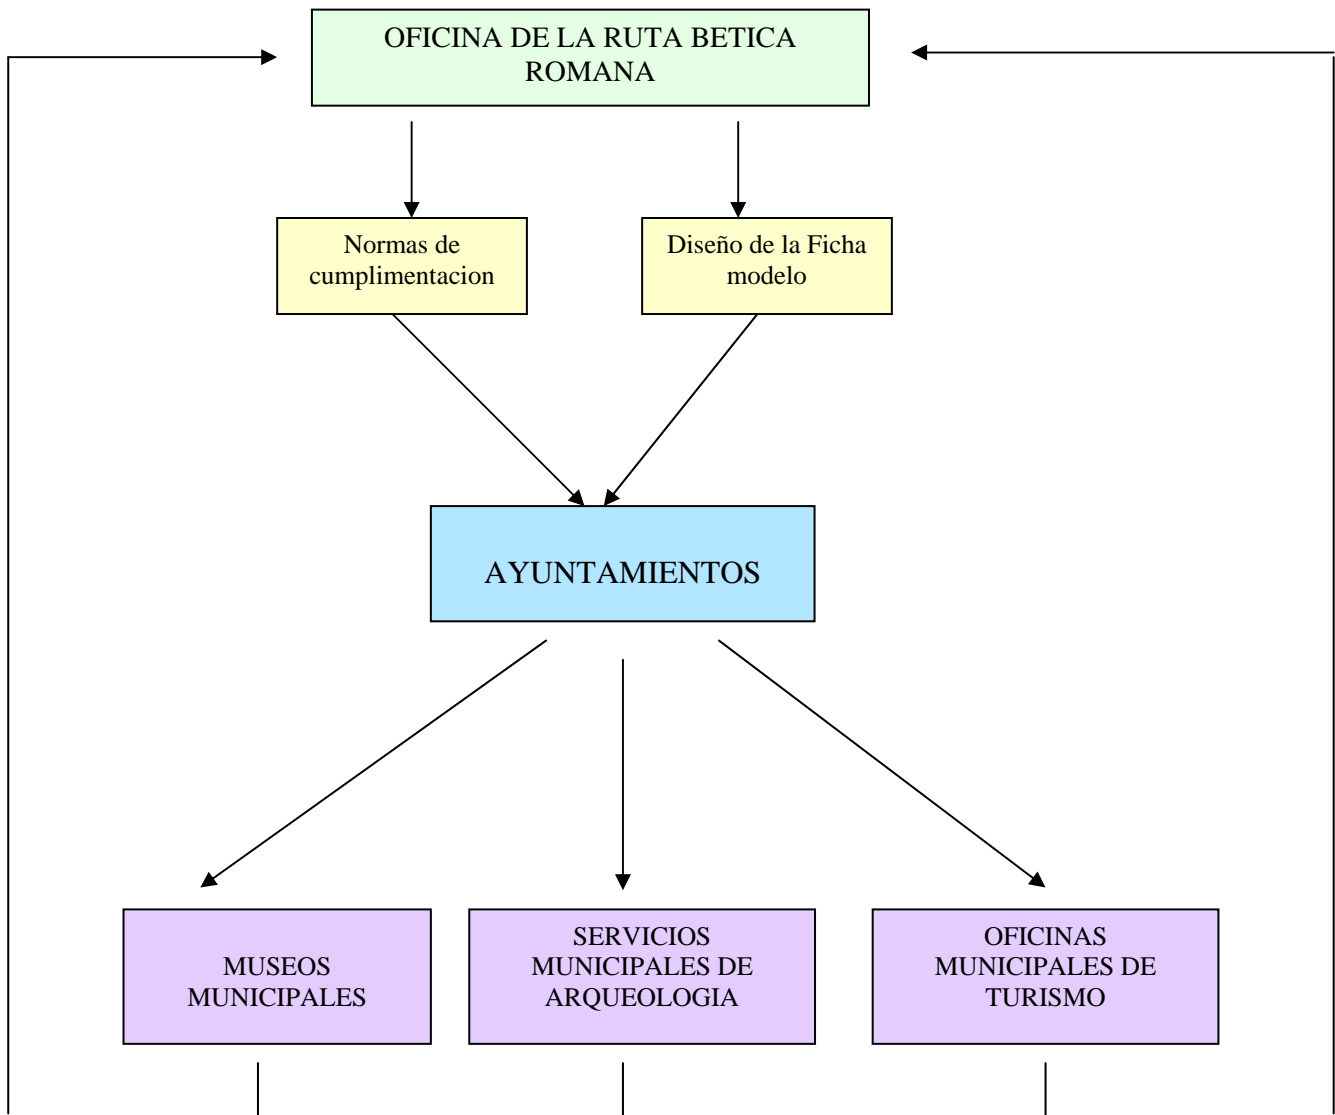 OFICINA DE LA RUTA BETICA
ROMANA
Normas de
cumplimentacion
Diseño de la Ficha
modelo
AYUNTAMIENTOS
MUSEOS
MUNICIPALES
SERVICIOS
MUNICIPALES DE
ARQUEOLOGIA
OFICINAS
MUNICIPALES DE
TURISMO